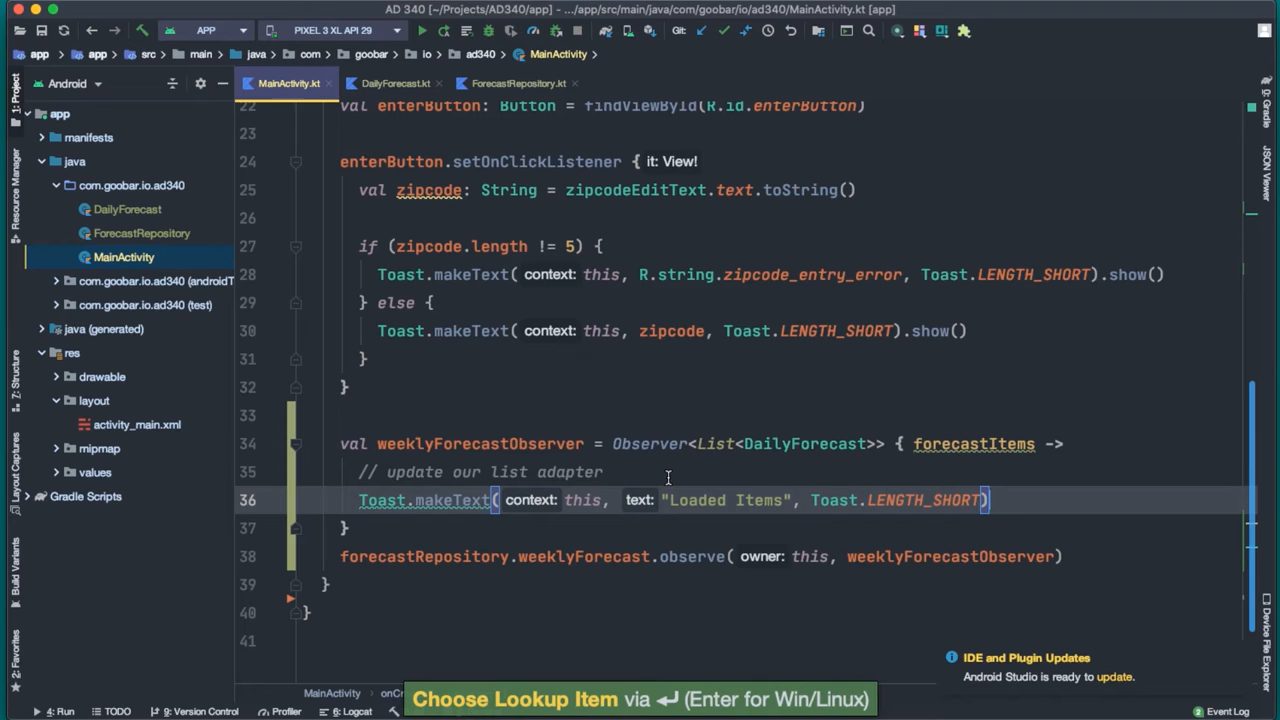 AD 340 [~/Projects/AD340/app] - .../app/src/main/java/com/goobar/io/ad340/MainActivity.kt [app]
APP PIXEL 3 XL API 29 Git:
app app src main java com goobar io ad340 MainActivity.kt
Android MainActivity.kt DailyForecast.kt ForecastRepository.kt
1: Project
Resource Manager
7: Structure
Layout Captures
Build Variants
2: Favorites
app
manifests
java
com.goobar.io.ad340
DailyForecast
ForecastRepository
MainActivity
com.goobar.io.ad340 (androidT
com.goobar.io.ad340 (test)
java (generated)
res
drawable
layout
activity_main.xml
mipmap
values
Gradle Scripts
22 val enterButton: Button = findViewById(R.id.enterButton)
23
24 enterButton.setOnClickListener { it: View!
25 val zipcode: String = zipcodeEditText.text.toString()
26
27 if (zipcode.length != 5) {
28 Toast.makeText( context: this, R.string.zipcode_entry_error, Toast.LENGTH_SHORT).show()
29 } else {
30 Toast.makeText( context: this, zipcode, Toast.LENGTH_SHORT).show()
31 }
32 }
33
34 val weeklyForecastObserver = Observer<List<DailyForecast>> { forecastItems ->
35 // update our list adapter
36 Toast.makeText( context: this, text: "Loaded Items", Toast.LENGTH_SHORT)
37 }
38 forecastRepository.weeklyForecast.observe( owner: this, weeklyForecastObserver)
39 }
40 }
41
Gradle
JSON Viewer
Device File Explorer
IDE and Plugin Updates
Android Studio is ready to update.
MainActivity onCr
Choose Lookup Item via ↵ (Enter for Win/Linux)
4: Run TODO 9: Version Control Profiler 6: Logcat Event Log